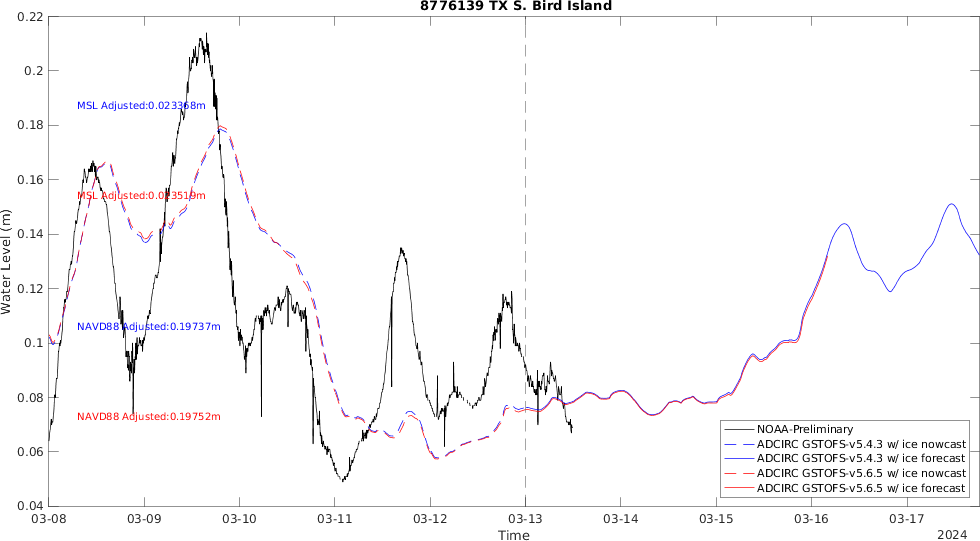 8776139 TX S. Bird Island
0.22
0.2
0.18
0.16
0.14
0.12
0.1
0.08
0.06
0.04
Water Level (m)
MSL Adjusted:0.023368m
MSL Adjusted:0.023519m
NAVD88 Adjusted:0.19737m
NAVD88 Adjusted:0.19752m
NOAA-Preliminary
ADCIRC GSTOFS-v5.4.3 w/ ice nowcast
ADCIRC GSTOFS-v5.4.3 w/ ice forecast
ADCIRC GSTOFS-v5.6.5 w/ ice nowcast
ADCIRC GSTOFS-v5.6.5 w/ ice forecast
03-08 03-09 03-10 03-11 03-12 03-13 03-14 03-15 03-16 03-17
Time
2024